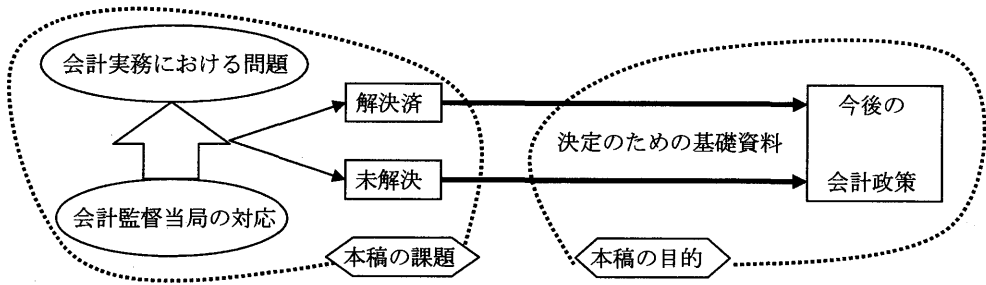 会計実務における問題
解決済
今後の
決定のための基礎資料
未解決
会計政策
会計監督当局の対応
本稿の課題
本稿の目的